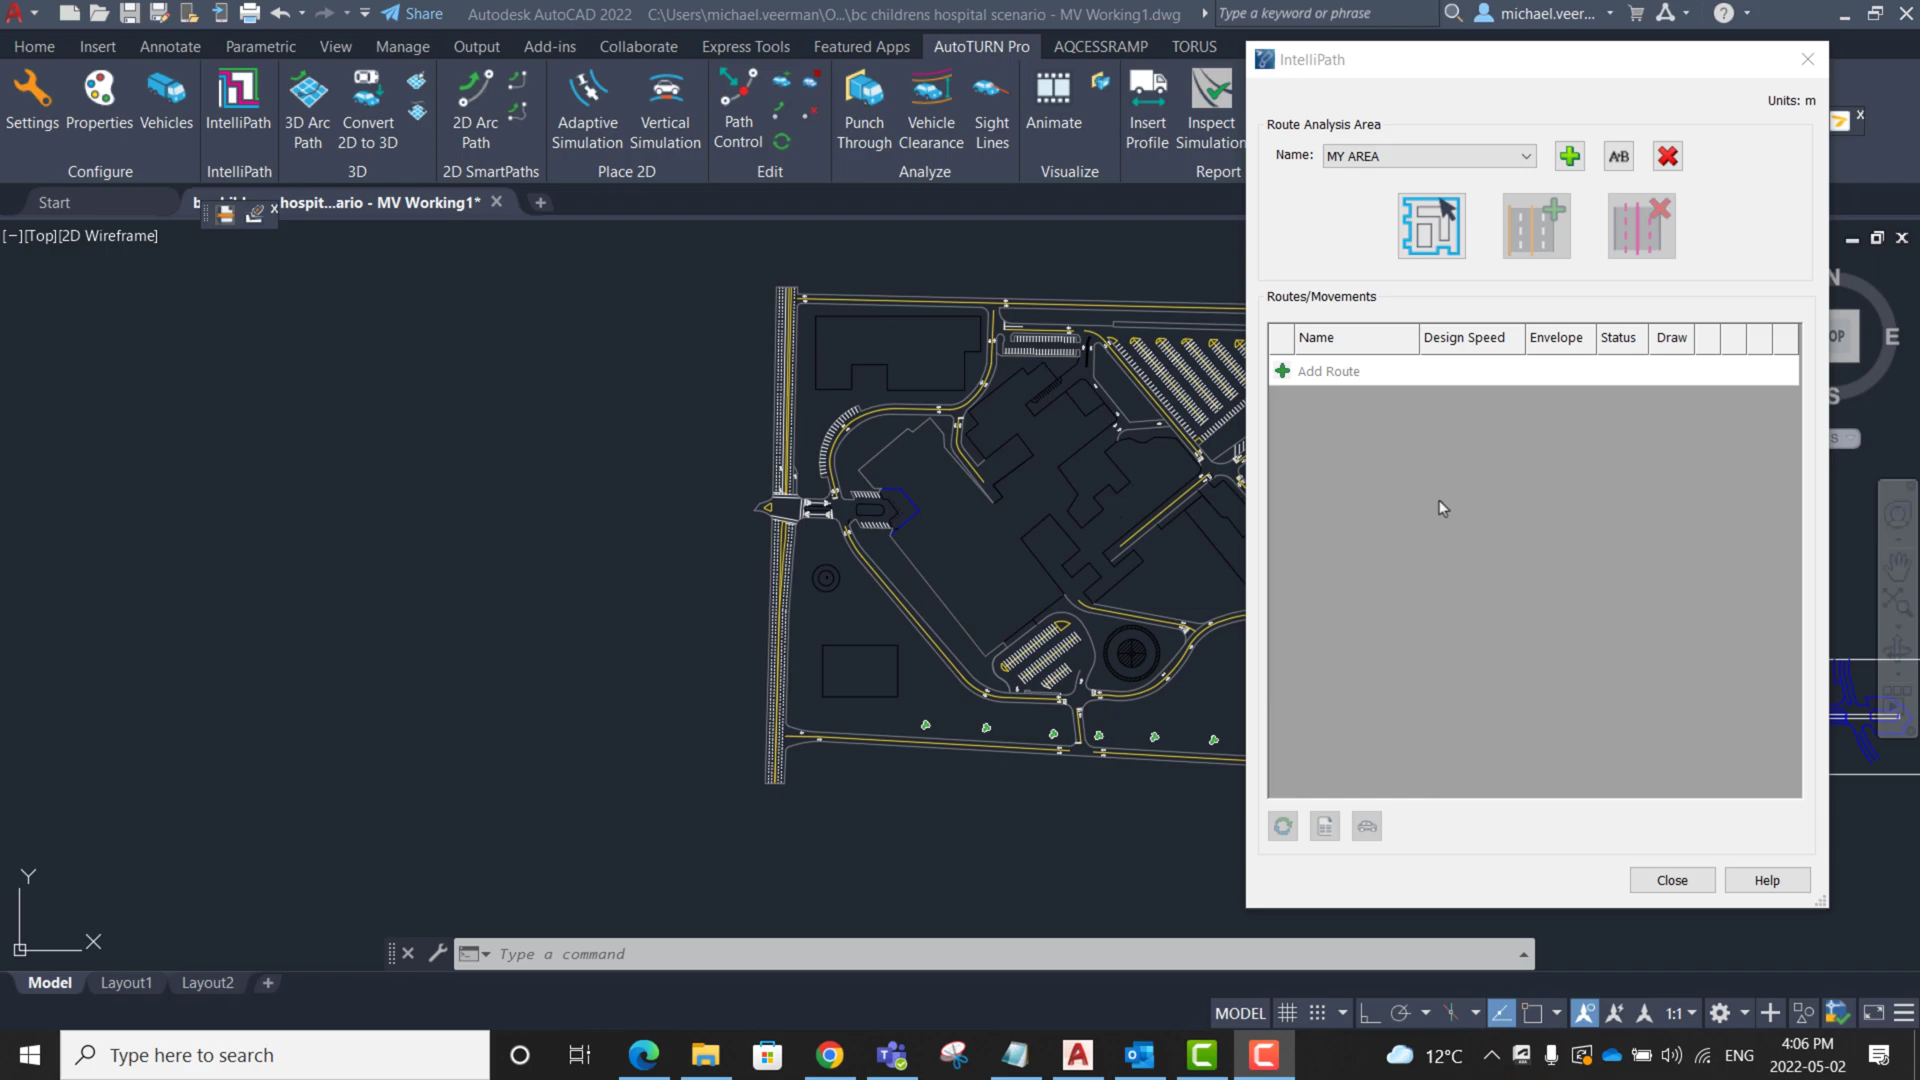 Share
Autodesk AutoCAD 2022
C:\Users\michael.veerman\O...\bc childrens hospital scenario - MV Working1.dwg
Type a keyword or phrase
michael.veer...
Home
Insert
Annotate
Parametric
View
Manage
Output
Add-ins
Collaborate
Express Tools
Featured Apps
AutoTURN Pro
AQCESSRAMP
TORUS
Settings
Properties
Vehicles
IntelliPath
3D Arc
Path
Convert
2D to 3D
2D Arc
Path
Adaptive
Simulation
Vertical
Simulation
Path
Control
Punch
Through
Vehicle
Clearance
Sight
Lines
Animate
Insert
Profile
Inspect
Simulation
Configure
IntelliPath
3D
2D SmartPaths
Place 2D
Edit
Analyze
Visualize
Report
Start
hospit...ario - MV Working1*
[−][Top][2D Wireframe]
IntelliPath
Units: m
Route Analysis Area
Name:
MY AREA
A•B
Routes/Movements
Name
Design Speed
Envelope
Status
Draw
Add Route
Close
Help
N
E
S
OP
Y
X
Type a command
Model
Layout1
Layout2
MODEL
1:1
Type here to search
12°C
ENG
4:06 PM
2022-05-02